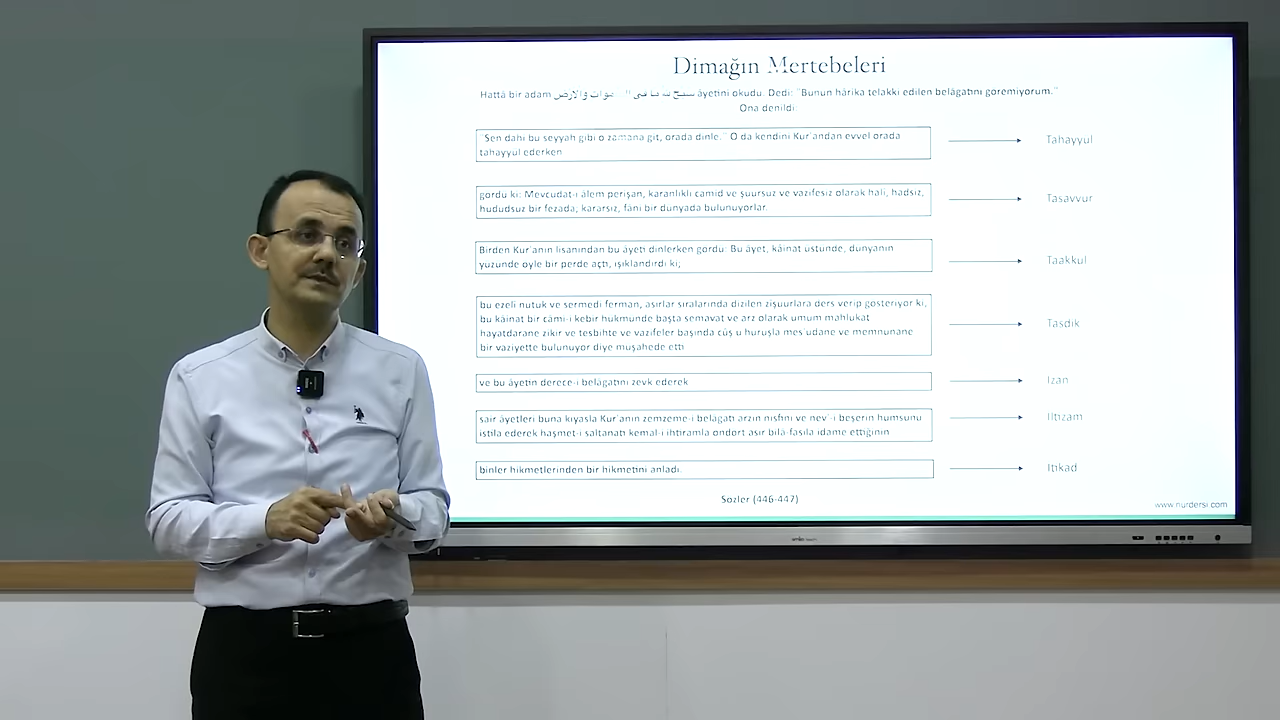 Dimağın Mertebeleri
Hattâ bir adam سبح لله ما فى السموات والارض âyetini okudu. Dedi: "Bunun hârika telakki edilen belâgatını göremiyorum."
Ona denildi:
"Sen dahi bu seyyah gibi o zamana git, orada dinle." O da kendini Kur'andan evvel orada
tahayyül ederken
Tahayyül
gördü ki: Mevcudat-ı âlem perişan, karanlıklı camid ve şuursuz ve vazifesiz olarak hâlî, hadsiz,
hududsuz bir fezada; kararsız, fâni bir dünyada bulunuyorlar.
Tasavvur
Birden Kur'anın lisanından bu âyeti dinlerken gördü: Bu âyet, kâinat üstünde, dünyanın
yüzünde öyle bir perde açtı, ışıklandırdı ki;
Taakkul
bu ezelî nutuk ve sermedî ferman, asırlar sıralarında dizilen zîşuurlara ders verip gösteriyor ki,
bu kâinat bir cami-i kebir hükmünde başta semavat ve arz olarak umum mahlukat
hayatdarane zikir ve tesbihte ve vazifeler başında cûş u huruşla mes'udane ve memnunane
bir vaziyette bulunuyor diye müşahede etti
Tasdik
ve bu âyetin derece-i belâgatını zevk ederek
İz'an
sair âyetleri buna kıyasla Kur'anın zemzeme-i belâgatı arzın nısfını ve nev'-i beşerin humsunu
istila ederek haşmet-i saltanatı kemal-i ihtiramla ondört asır bilâ-fasıla idame ettiğinin
İltizam
binler hikmetlerinden bir hikmetini anladı.
İtikad
Sözler (446-447)
www.nurdersi.com